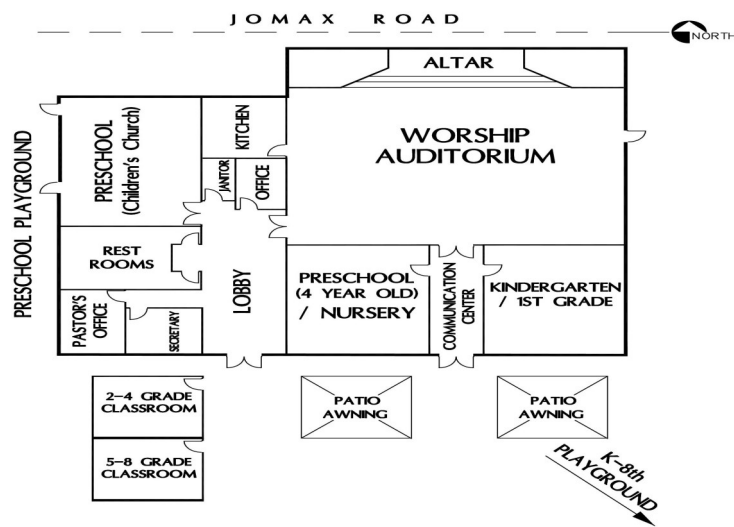 JOMAX ROAD
NORTH
ALTAR
WORSHIP
AUDITORIUM
KITCHEN
PRESCHOOL
(Children's Church)
JANITOR
OFFICE
PRESCHOOL PLAYGROUND
REST
ROOMS
LOBBY
PRESCHOOL
(4 YEAR OLD)
/ NURSERY
COMMUNICATION
CENTER
KINDERGARTEN
/ 1ST GRADE
PASTOR'S
OFFICE
SECRETARY
2-4 GRADE
CLASSROOM
PATIO
AWNING
PATIO
AWNING
5-8 GRADE
CLASSROOM
K-8th
PLAYGROUND